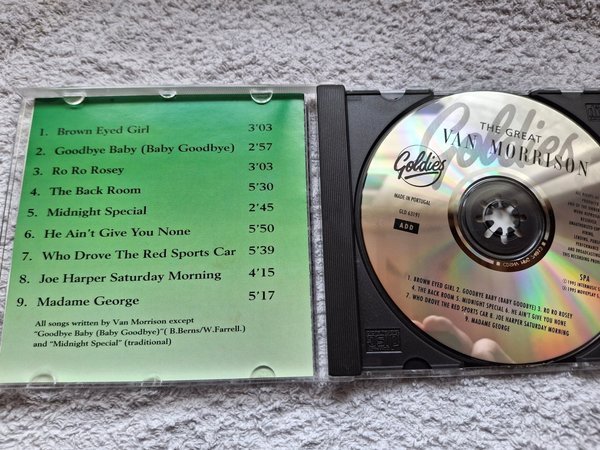 1. Brown Eyed Girl 3'03
2. Goodbye Baby (Baby Goodbye) 2'57
3. Ro Ro Rosey 3'03
4. The Back Room 5'30
5. Midnight Special 2'45
6. He Ain't Give You None 5'50
7. Who Drove The Red Sports Car 5'39
8. Joe Harper Saturday Morning 4'15
9. Madame George 5'17
All songs written by Van Morrison except
"Goodbye Baby (Baby Goodbye)"( B.Berns/W.Farrell.)
and "Midnight Special" (traditional)
Goldies
THE GREAT
VAN MORRISON
Goldies
MADE IN PORTUGAL
GLD 63191
ADD
SPA
1. BROWN EYED GIRL 2. GOODBYE BABY (BABY GOODBYE) 3. RO RO ROSEY
4. THE BACK ROOM 5. MIDNIGHT SPECIAL 6. HE AIN'T GIVE YOU NONE
7. WHO DROVE THE RED SPORTS CAR 8. JOE HARPER SATURDAY MORNING
9. MADAME GEORGE